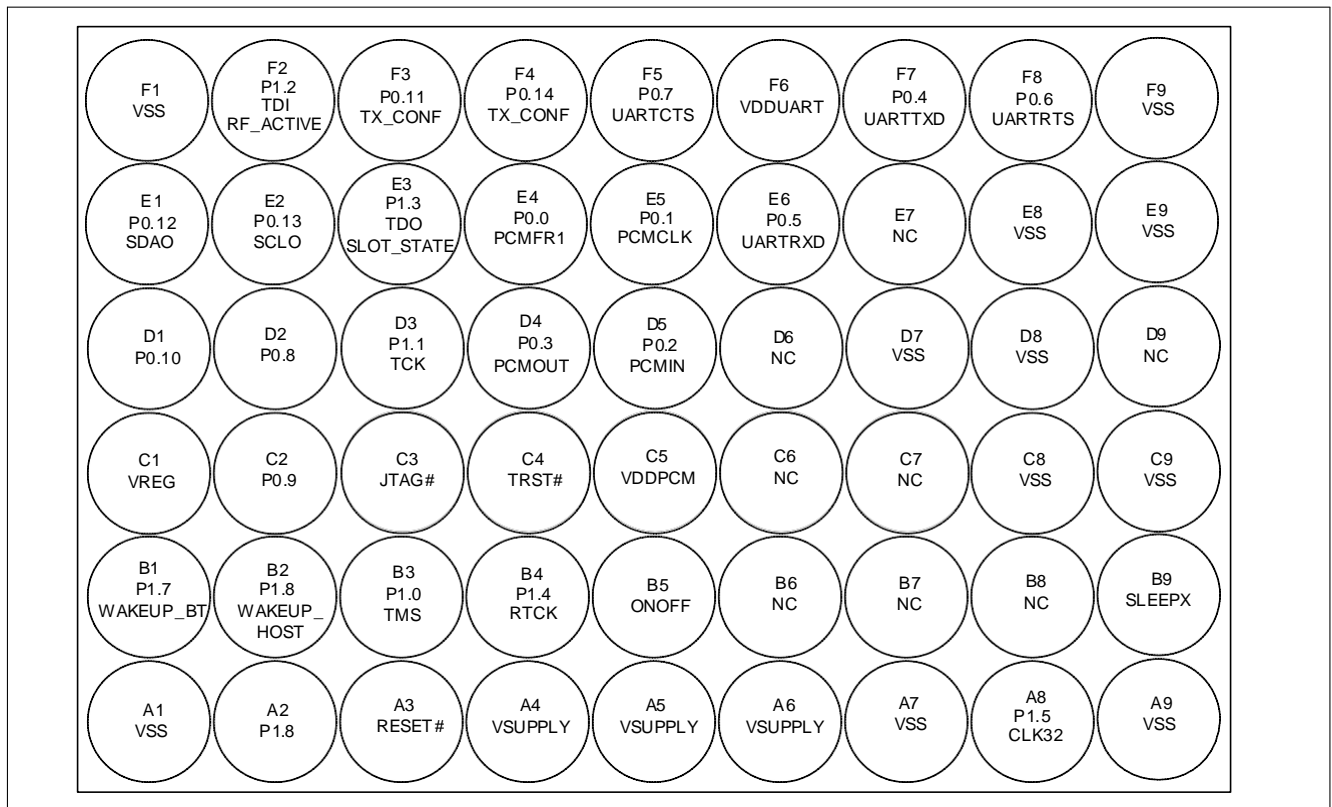 F1
VSS
F2
P1.2
TDI
RF_ACTIVE
F3
P0.11
TX_CONF
F4
P0.14
TX_CONF
F5
P0.7
UARTCTS
F6
VDDUART
F7
P0.4
UARTTXD
F8
P0.6
UARTRTS
F9
VSS
E1
P0.12
SDAO
E2
P0.13
SCLO
E3
P1.3
TDO
SLOT_STATE
E4
P0.0
PCMFR1
E5
P0.1
PCMCLK
E6
P0.5
UARTRXD
E7
NC
E8
VSS
E9
VSS
D1
P0.10
D2
P0.8
D3
P1.1
TCK
D4
P0.3
PCMOUT
D5
P0.2
PCMIN
D6
NC
D7
VSS
D8
VSS
D9
NC
C1
VREG
C2
P0.9
C3
JTAG#
C4
TRST#
C5
VDDPCM
C6
NC
C7
NC
C8
VSS
C9
VSS
B1
P1.7
WAKEUP_BT
B2
P1.8
WAKEUP_
HOST
B3
P1.0
TMS
B4
P1.4
RTCK
B5
ONOFF
B6
NC
B7
NC
B8
NC
B9
SLEEPX
A1
VSS
A2
P1.8
A3
RESET#
A4
VSUPPLY
A5
VSUPPLY
A6
VSUPPLY
A7
VSS
A8
P1.5
CLK32
A9
VSS